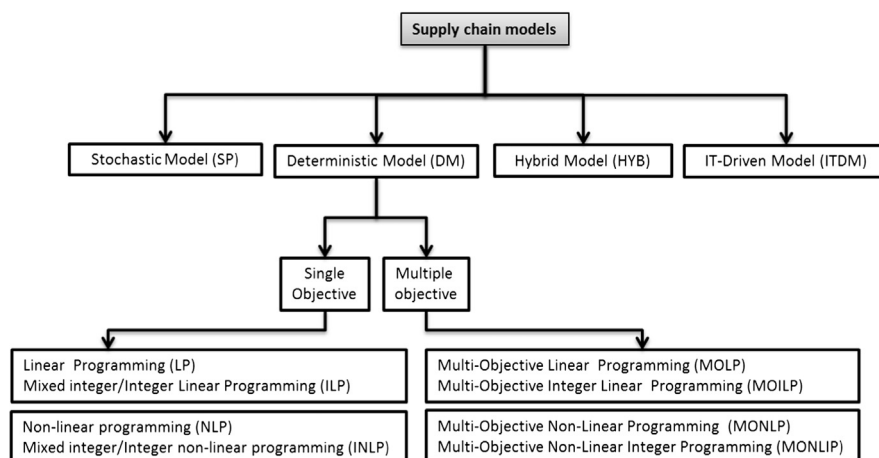 Supply chain models
Stochastic Model (SP)
Deterministic Model (DM)
Hybrid Model (HYB)
IT-Driven Model (ITDM)
Single
Objective
Multiple
objective
Linear Programming (LP)
Mixed integer/Integer Linear Programming (ILP)
Non-linear programming (NLP)
Mixed integer/Integer non-linear programming (INLP)
Multi-Objective Linear Programming (MOLP)
Multi-Objective Integer Linear Programming (MOILP)
Multi-Objective Non-Linear Programming (MONLP)
Multi-Objective Non-Linear Integer Programming (MONLIP)